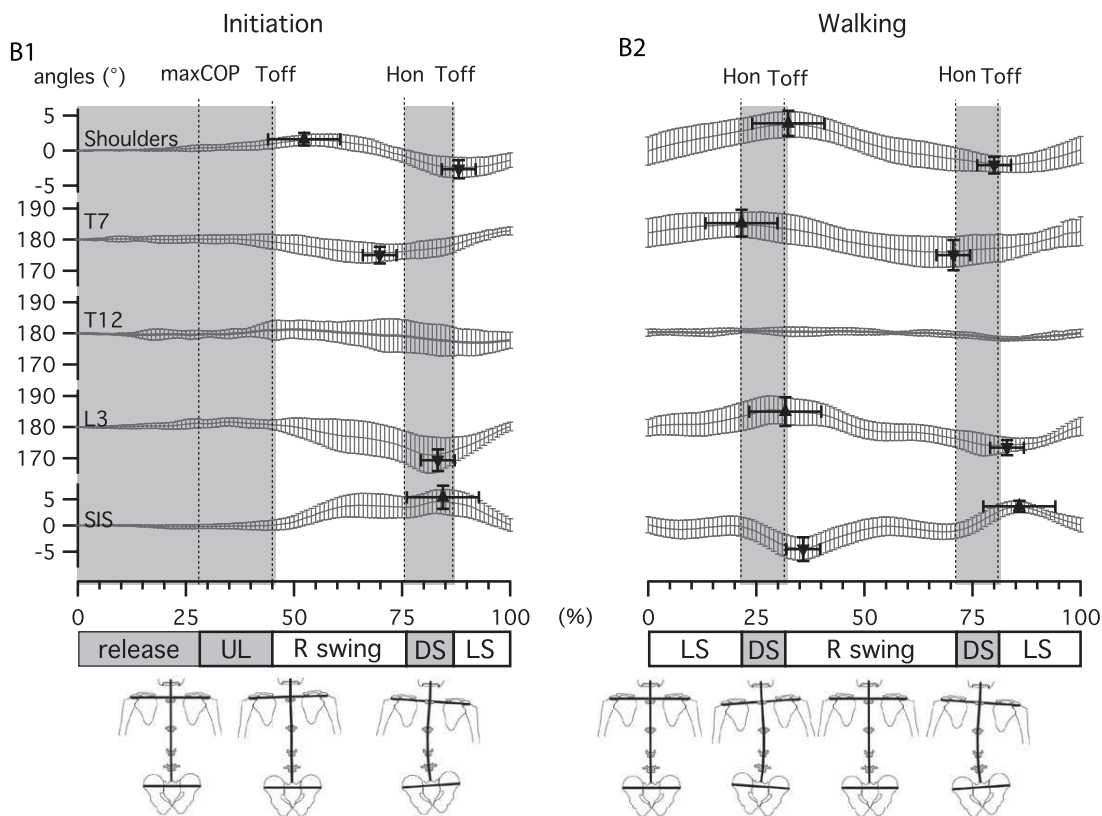 Initiation
Walking
B1
B2
angles (°)
maxCOP Toff Hon Toff
Hon Toff Hon Toff
5
Shoulders
0
-5
190
T7
180
170
190
T12
180
170
190
L3
180
170
5
SIS
0
-5
0 25 50 75 100 (%) 0 25 50 75 100
release UL R swing DS LS
LS DS R swing DS LS